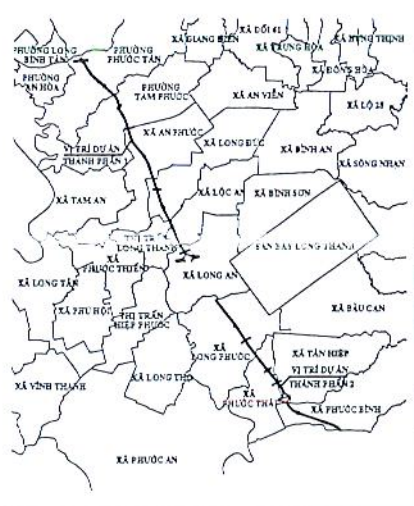 XÃ ĐỒI 61
XÃ GIANG ĐIỀN
XÃ TRUNG HÒA
XÃ HƯNG THỊNH
PHƯỜNG LONG
BÌNH TÂN
PHƯỜNG
PHƯỚC TÂN
XÃ ĐÔNG HÒA
PHƯỜNG
AN HÒA
PHƯỜNG
TAM PHƯỚC
XÃ AN VIỄN
XÃ LỘ 25
XÃ AN PHƯỚC
XÃ LONG ĐỨC
XÃ BÌNH AN
VỊ TRÍ DỰ ÁN
THÀNH PHẦN
XÃ SÔNG NHẠN
XÃ TAM AN
XÃ LỘC AN
XÃ BÌNH SƠN
THỊ TRẤN
LONG THÀNH
SÂN BAY LONG THÀNH
XÃ
PHƯỚC THIỀN
XÃ LONG TÂN
XÃ LONG AN
XÃ PHÚ HỘI
THỊ TRẤN
HIỆP PHƯỚC
XÃ BÀU CẠN
XÃ
LONG PHƯỚC
XÃ TÂN HIỆP
VỊ TRÍ DỰ ÁN
THÀNH PHẦN 2
XÃ VĨNH THANH
XÃ LONG THỌ
XÃ
PHƯỚC THÁI
XÃ PHƯỚC BÌNH
XÃ PHƯỚC AN